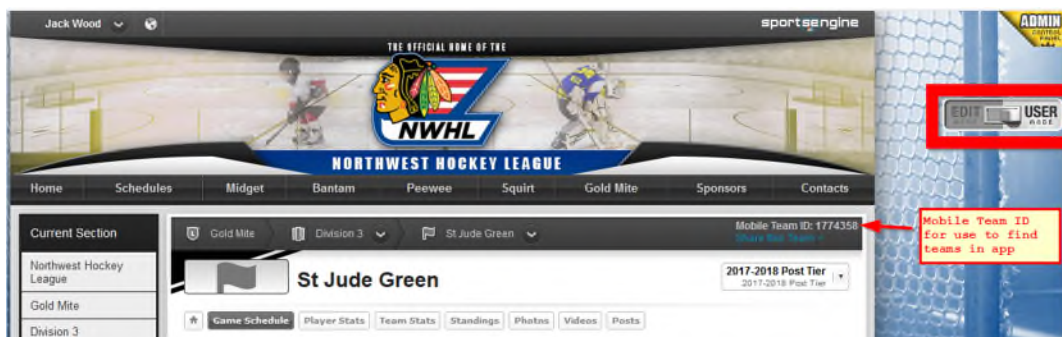 Jack Wood
sportsengine
ADMIN
CONTROL
PANEL
THE OFFICIAL HOME OF THE
NWHL
NORTHWEST HOCKEY LEAGUE
EDIT
MODE
USER
MODE
Home Schedules Midget Bantam Peewee Squirt Gold Mite Sponsors Contacts
Current Section
Northwest Hockey
League
Gold Mite
Division 3
Gold Mite Division 3 St Jude Green
Mobile Team ID: 1774358
Share this Team
Mobile Team ID
for use to find
teams in app
St Jude Green
2017-2018 Post Tier
2017-2018 Post Tier
Game Schedule Player Stats Team Stats Standings Photos Videos Posts